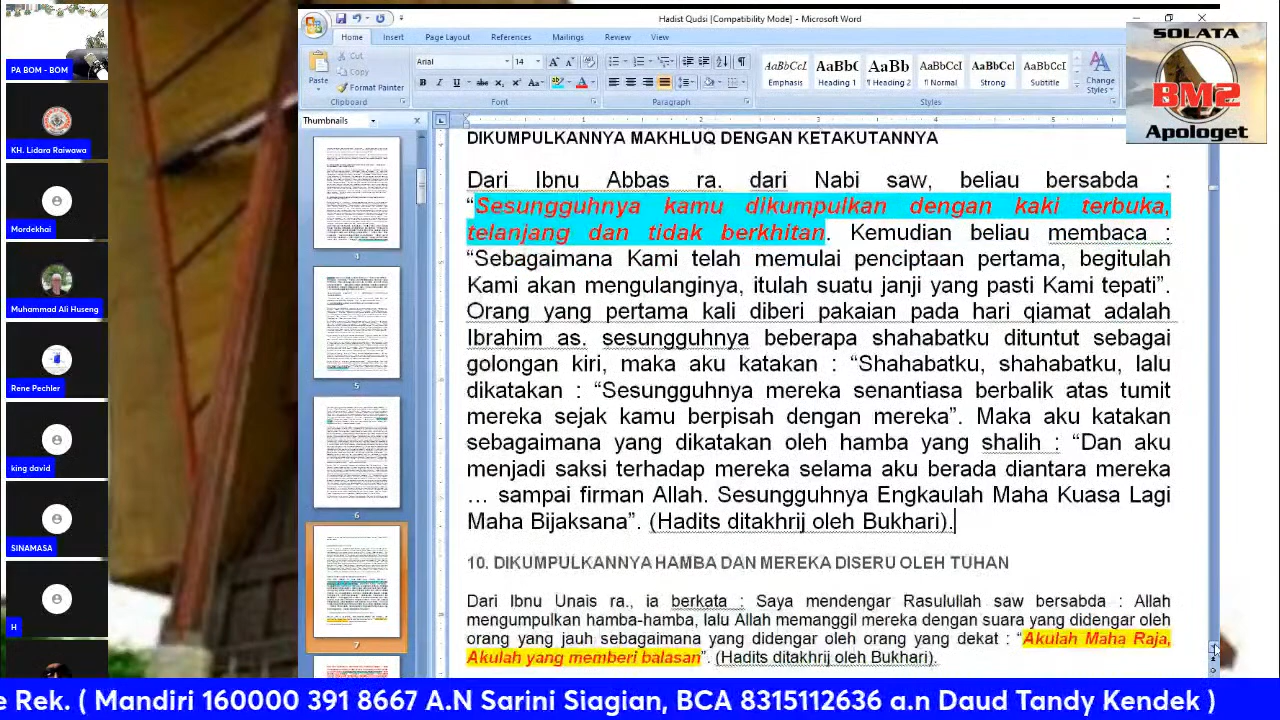 Hadist Qudsi [Compatibility Mode] - Microsoft Word
Home Insert Page Layout References Mailings Review View
Paste
Cut
Copy
Format Painter
Clipboard
Arial 14
Font
Paragraph
AaBbCcI Emphasis
AaBbC Heading 1
AaBb ¶ Heading 2
AaBbCcI ¶ Normal
AaBbCcI Strong
AaBbCcI Subtitle
Change Styles
Styles
SOLATA
BM2
Apologet
Thumbnails
4
5
6
7
PA BOM - BOM
KH. Lidara Raiwawa
Mordekhai
Muhammad Ali Huseng
Rene Pechler
king david
SINAMASA
H
DIKUMPULKANNYA MAKHLUQ DENGAN KETAKUTANNYA
Dari Ibnu Abbas ra. dari Nabi saw, beliau bersabda :
“Sesungguhnya kamu dikumpulkan dengan kaki terbuka,
telanjang dan tidak berkhitan. Kemudian beliau membaca :
“Sebagaimana Kami telah memulai penciptaan pertama, begitulah
Kami akan mengulanginya, itulah suatu janji yang pasti Kami tepati”.
Orang yang pertama kali diberi pakaian pada hari qiamat adalah
Ibrahim as. sesungguhnya beberapa shahabatku dituntut sebagai
golongan kiri, maka aku katakan : “Shahabatku, shahabatku, lalu
dikatakan : “Sesungguhnya mereka senantiasa berbalik atas tumit
mereka sejak kamu berpisah dengan mereka”. Maka aku katakan
sebagaimana yang dikatakan oleh hamba yang shalih : “Dan aku
menjadi saksi terhadap mereka selama aku berada diantara mereka
... sampai firman Allah. Sesungguhnya Engkaulah Maha Kuasa Lagi
Maha Bijaksana”. (Hadits ditakhrij oleh Bukhari).
10. DIKUMPULKANNYA HAMBA DAN MEREKA DISERU OLEH TUHAN
Dari Ibnu Unais ra., ia berkata : Saya mendengar Rasulullah saw bersabda : Allah
mengumpulkan hamba-hamba, lalu Allah memanggil mereka dengan suara yang didengar oleh
orang yang jauh sebagaimana yang didengar oleh orang yang dekat : “Akulah Maha Raja,
Akulah yang memberi balasan”. (Hadits ditakhrij oleh Bukhari).
e Rek. ( Mandiri 160000 391 8667 A.N Sarini Siagian, BCA 8315112636 a.n Daud Tandy Kendek )